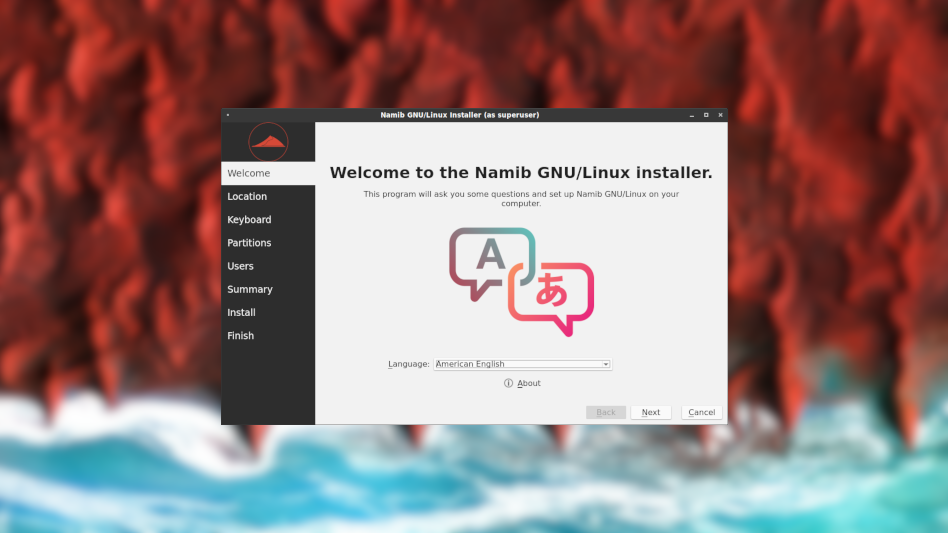 Namib GNU/Linux Installer (as superuser)
Welcome
Location
Keyboard
Partitions
Users
Summary
Install
Finish
Welcome to the Namib GNU/Linux installer.
This program will ask you some questions and set up Namib GNU/Linux on your
computer.
A
あ
Language: American English
About
Back Next Cancel